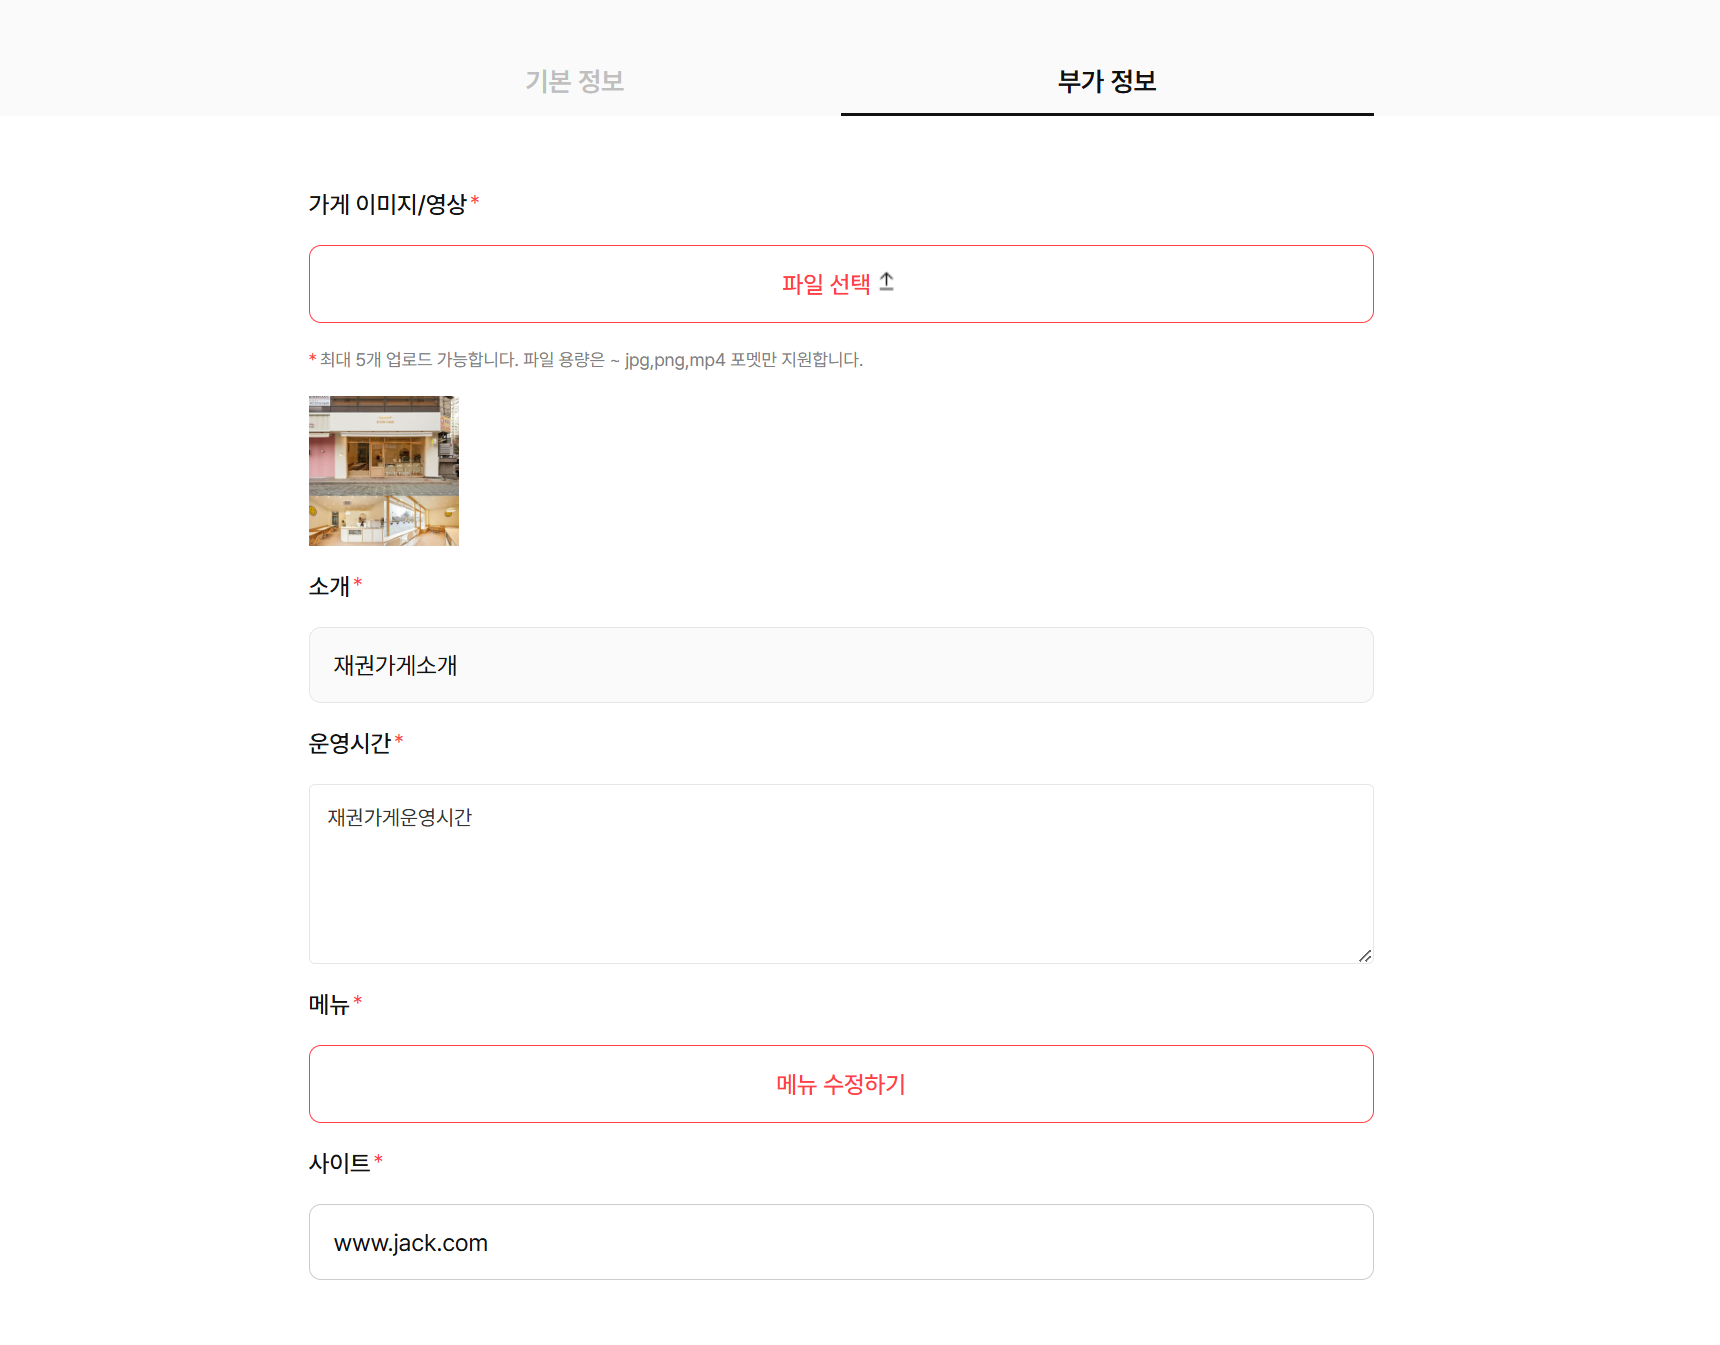 기본 정보
부가 정보
가게 이미지/영상*
파일 선택
* 최대 5개 업로드 가능합니다. 파일 용량은 ~ jpg,png,mp4 포멧만 지원합니다.
소개*
재권가게소개
운영시간*
재권가게운영시간
메뉴*
메뉴 수정하기
사이트*
www.jack.com